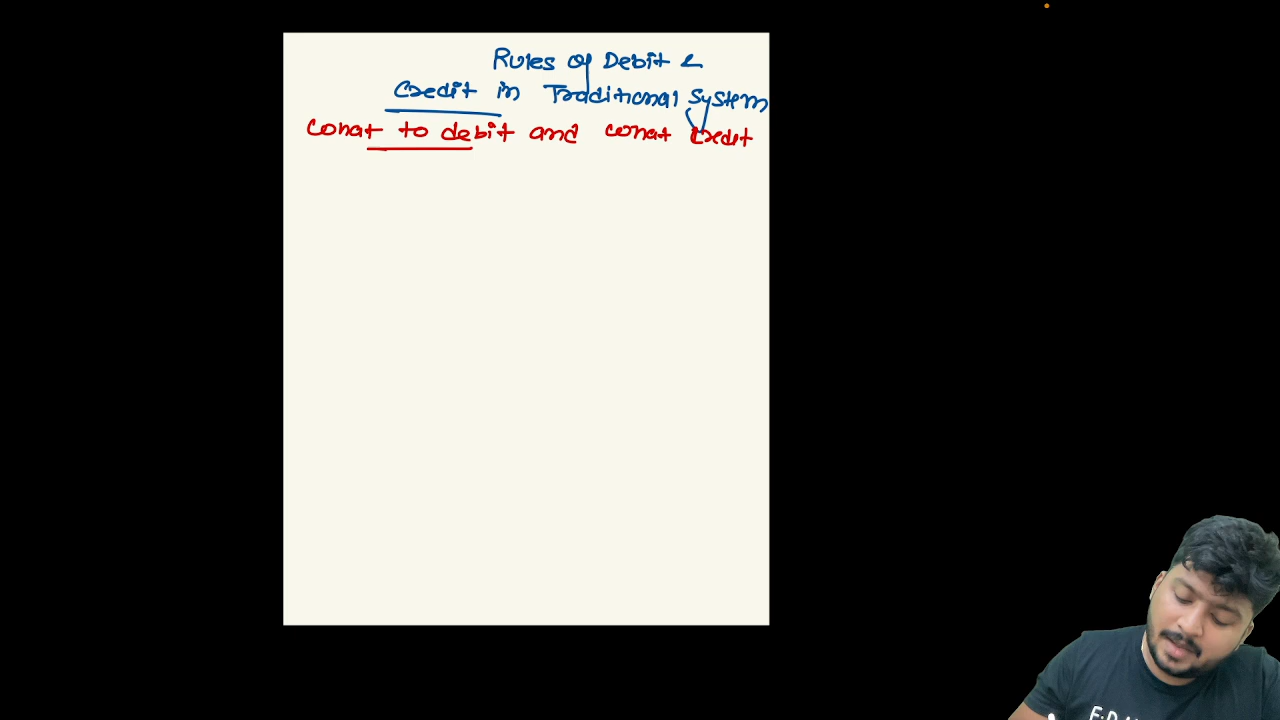 Rules of Debit &
Credit in Traditional System
What to debit and what credit